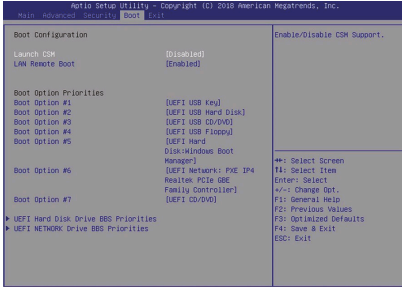 Aptio Setup Utility - Copyright (C) 2018 American Megatrends, Inc.
Main Advanced Security Boot Exit
Boot Configuration
Launch CSM [Disabled]
LAN Remote Boot [Enabled]
Boot Option Priorities
Boot Option #1 [UEFI USB Key]
Boot Option #2 [UEFI USB Hard Disk]
Boot Option #3 [UEFI USB CD/DVD]
Boot Option #4 [UEFI USB Floppy]
Boot Option #5 [UEFI Hard
Disk:Windows Boot
Manager]
Boot Option #6 [UEFI Network: PXE IP4
Realtek PCIe GBE
Family Controller]
Boot Option #7 [UEFI CD/DVD]
UEFI Hard Disk Drive BBS Priorities
UEFI NETWORK Drive BBS Priorities
Enable/Disable CSM Support.
→←: Select Screen
↑↓: Select Item
Enter: Select
+/-: Change Opt.
F1: General Help
F2: Previous Values
F3: Optimized Defaults
F4: Save & Exit
ESC: Exit